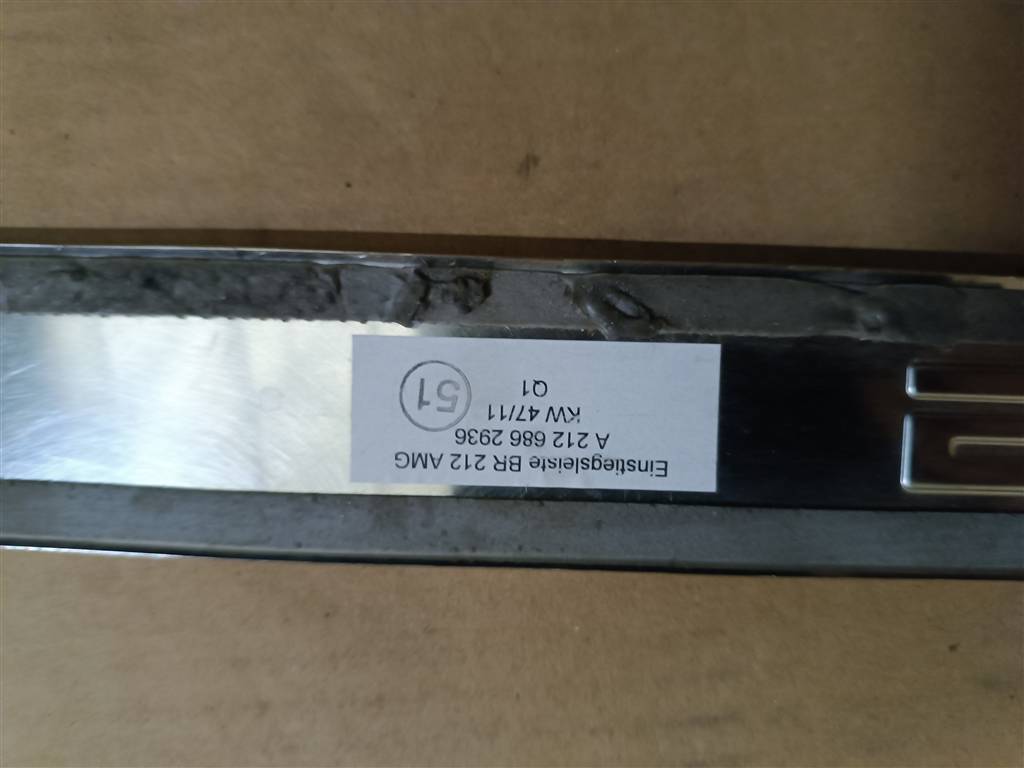 Einstiegsleiste BR 212 AMG
A 212 686 2936
KW 47/11
Q1
51